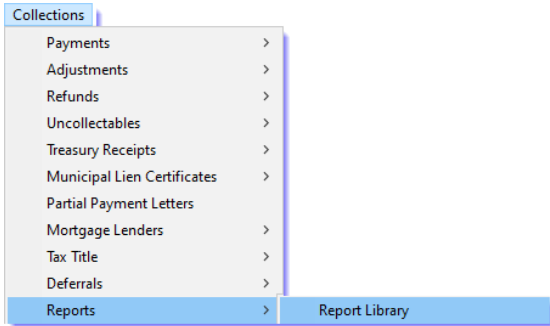 Collections
Payments
Adjustments
Refunds
Uncollectables
Treasury Receipts
Municipal Lien Certificates
Partial Payment Letters
Mortgage Lenders
Tax Title
Deferrals
Reports
Report Library